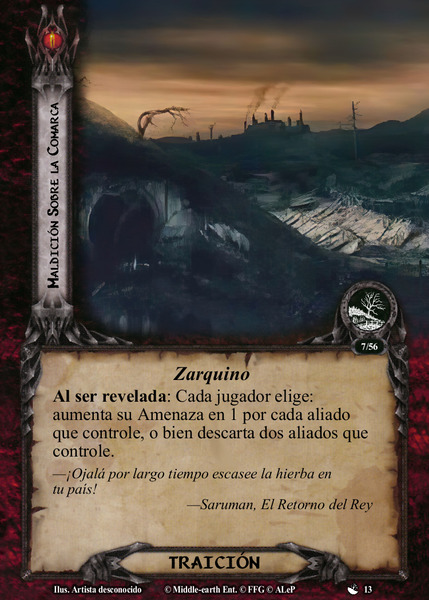 Maldición Sobre la Comarca
7/56
Zarquino
Al ser revelada: Cada jugador elige:
aumenta su Amenaza en 1 por cada aliado
que controle, o bien descarta dos aliados que
controle.
—¡Ojalá por largo tiempo escasee la hierba en
tu país!
—Saruman, El Retorno del Rey
TRAICIÓN
Ilus. Artista desconocido © Middle-earth Ent. © FFG © ALeP 13